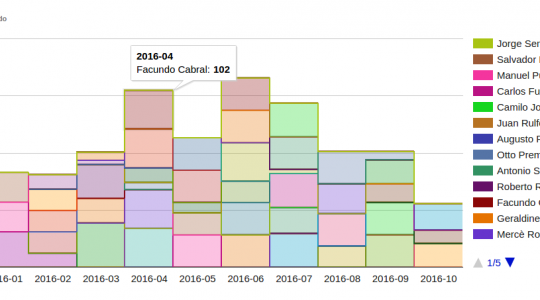 do
2016-04
Facundo Cabral: 102
Jorge Ser
Salvador
Manuel P
Carlos Fu
Camilo Jo
Juan Rulf
Augusto
Otto Prem
Antonio S
Roberto
Facundo
Geraldine
Mercè Ro
1/5
16-01 2016-02 2016-03 2016-04 2016-05 2016-06 2016-07 2016-08 2016-09 2016-10